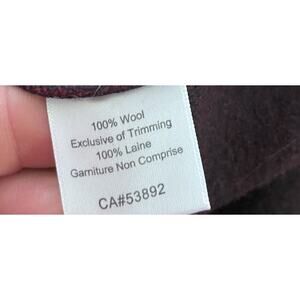 100% Wool
Exclusive of Trimming
100% Laine
Garniture Non Comprise
CA#53892